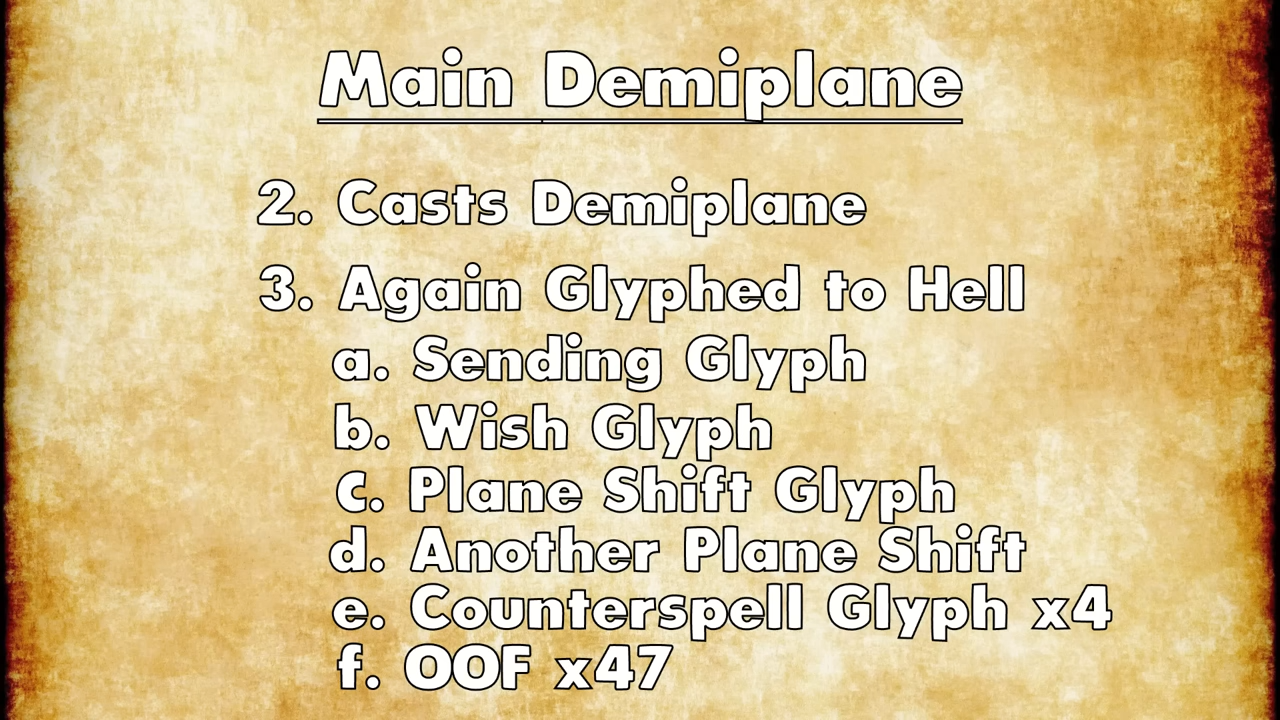 Main Demiplane
2. Casts Demiplane
3. Again Glyphed to Hell
a. Sending Glyph
b. Wish Glyph
c. Plane Shift Glyph
d. Another Plane Shift
e. Counterspell Glyph x4
f. OOF x47